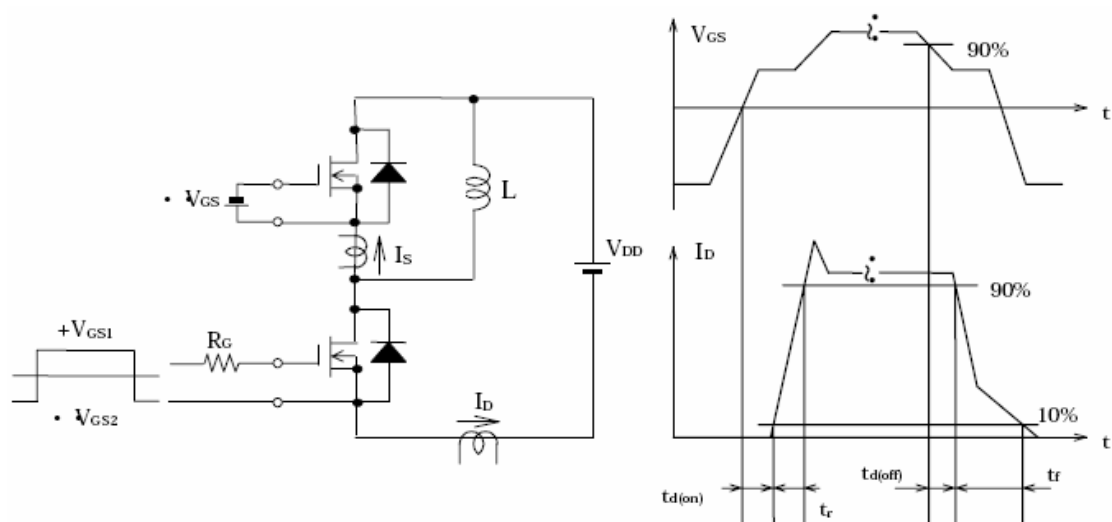 VGS
90%
t
L
· ·VGS
IS
VDD
ID
90%
+VGS1
RG
· ·VGS2
ID
10%
t
td(on)
tr
td(off)
tf